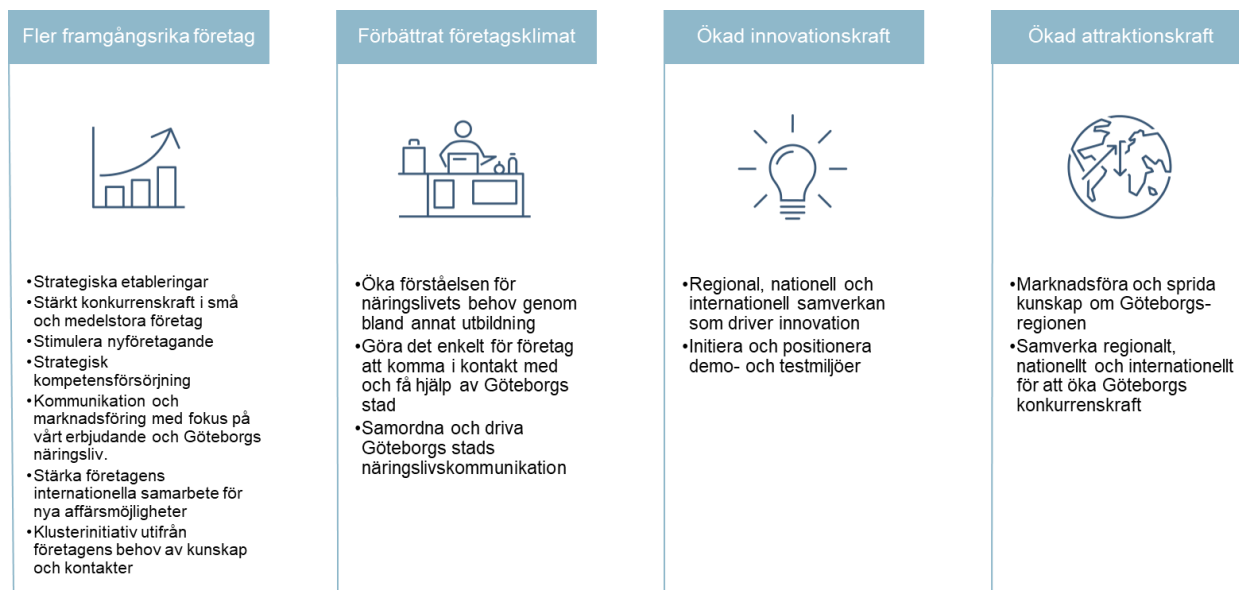 Fler framgångsrika företag
•Strategiska etableringar
•Stärkt konkurrenskraft i små
och medelstora företag
•Stimulera nyföretagande
•Strategisk
kompetensförsörjning
•Kommunikation och
marknadsföring med fokus på
vårt erbjudande och Göteborgs
näringsliv.
•Stärka företagens
internationella samarbete för
nya affärsmöjligheter
•Klusterinitiativ utifrån
företagens behov av kunskap
och kontakter
Förbättrat företagsklimat
•Öka förståelsen för
näringslivets behov genom
bland annat utbildning
•Göra det enkelt för företag
att komma i kontakt med
och få hjälp av Göteborgs
stad
•Samordna och driva
Göteborgs stads
näringslivskommunikation
Ökad innovationskraft
•Regional, nationell och
internationell samverkan
som driver innovation
•Initiera och positionera
demo- och testmiljöer
Ökad attraktionskraft
•Marknadsföra och sprida
kunskap om Göteborgs-
regionen
•Samverka regionalt,
nationellt och internationellt
för att öka Göteborgs
konkurrenskraft